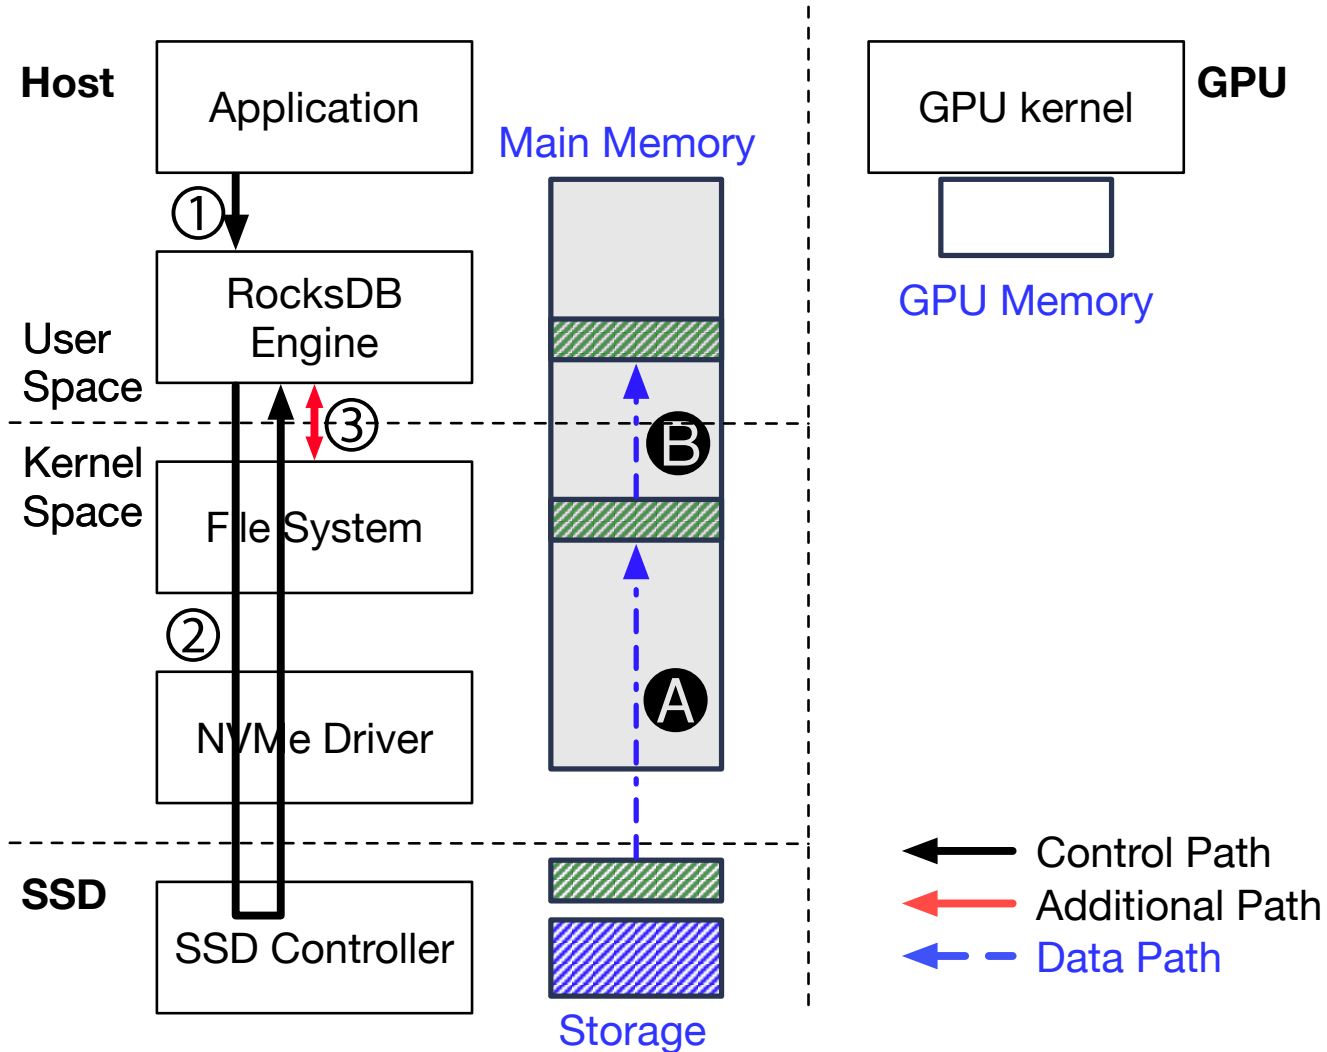 Host
Application
①
RocksDB
Engine
User
Space
③
Kernel
Space
File System
②
NVMe Driver
SSD
SSD Controller
Main Memory
B
A
Storage
GPU kernel
GPU
GPU Memory
Control Path
Additional Path
Data Path